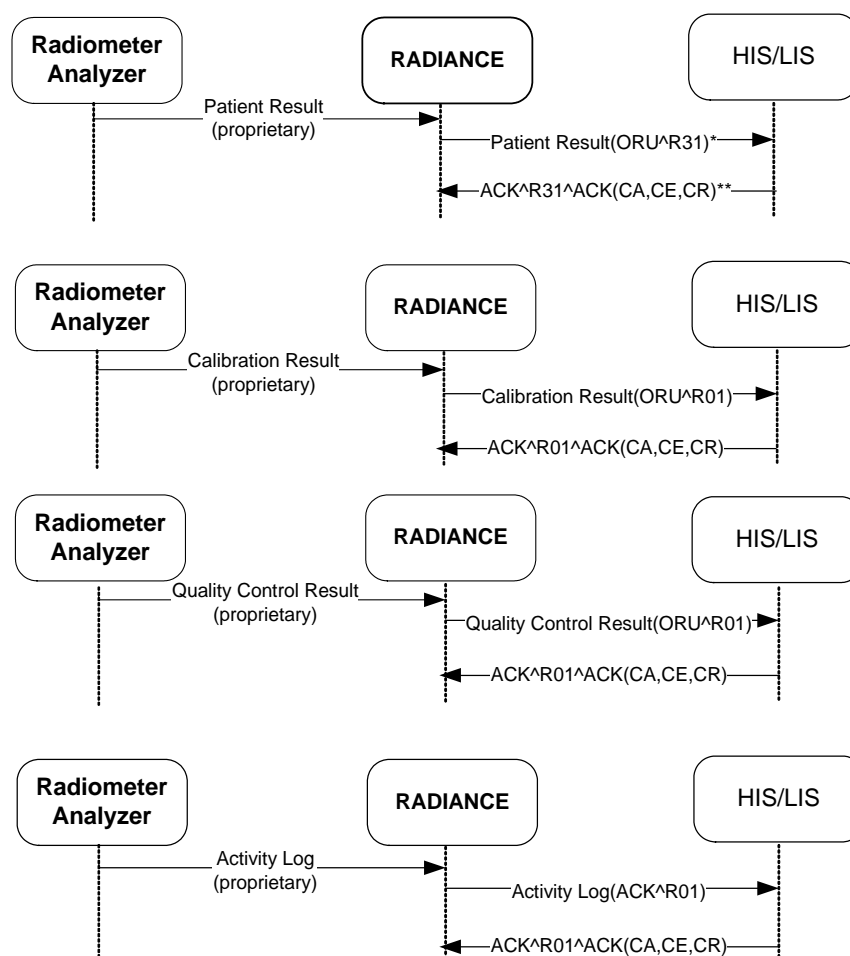 Radiometer
Analyzer
RADIANCE
HIS/LIS
Patient Result
(proprietary)
Patient Result(ORU^R31)*
ACK^R31^ACK(CA,CE,CR)**
Radiometer
Analyzer
RADIANCE
HIS/LIS
Calibration Result
(proprietary)
Calibration Result(ORU^R01)
ACK^R01^ACK(CA,CE,CR)
Radiometer
Analyzer
RADIANCE
HIS/LIS
Quality Control Result
(proprietary)
Quality Control Result(ORU^R01)
ACK^R01^ACK(CA,CE,CR)
Radiometer
Analyzer
RADIANCE
HIS/LIS
Activity Log
(proprietary)
Activity Log(ACK^R01)
ACK^R01^ACK(CA,CE,CR)